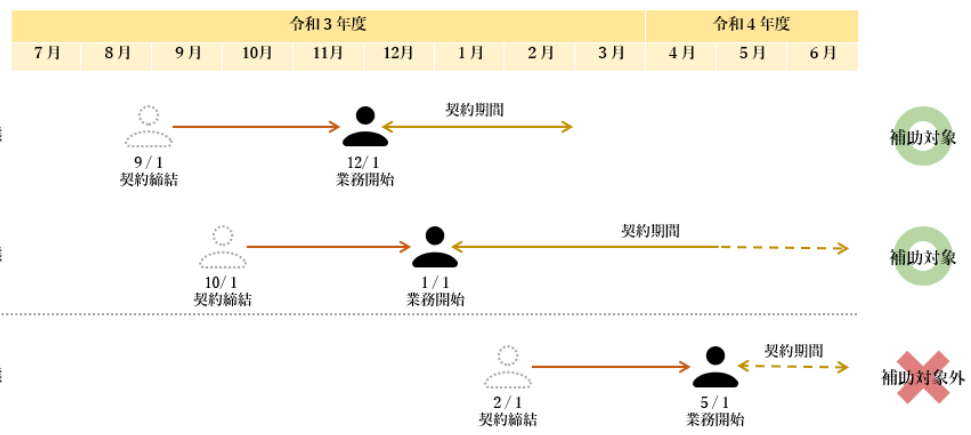 令和3年度 令和4年度
7月 8月 9月 10月 11月 12月 1月 2月 3月 4月 5月 6月
契約期間
補助対象
9/1 12/1
契約締結 業務開始
契約期間
補助対象
10/1 1/1
契約締結 業務開始
契約期間
補助対象外
2/1 5/1
契約締結 業務開始